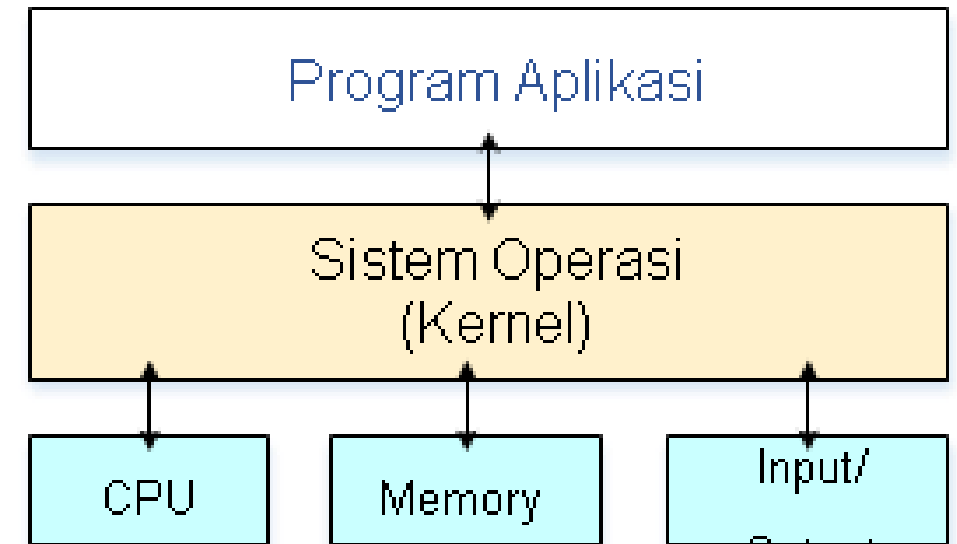 Program Aplikasi
Sistem Operasi
(Kernel)
CPU
Memory
Input/